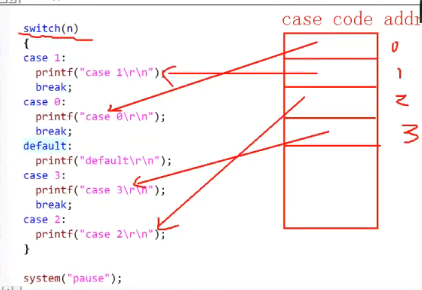 case code addr
switch(n)
{
case 1:
printf("case 1\r\n");
break;
case 0:
printf("case 0\r\n");
break;
default:
printf("default\r\n");
case 3:
printf("case 3\r\n");
break;
case 2:
printf("case 2\r\n");
}
system("pause");
0
1
2
3